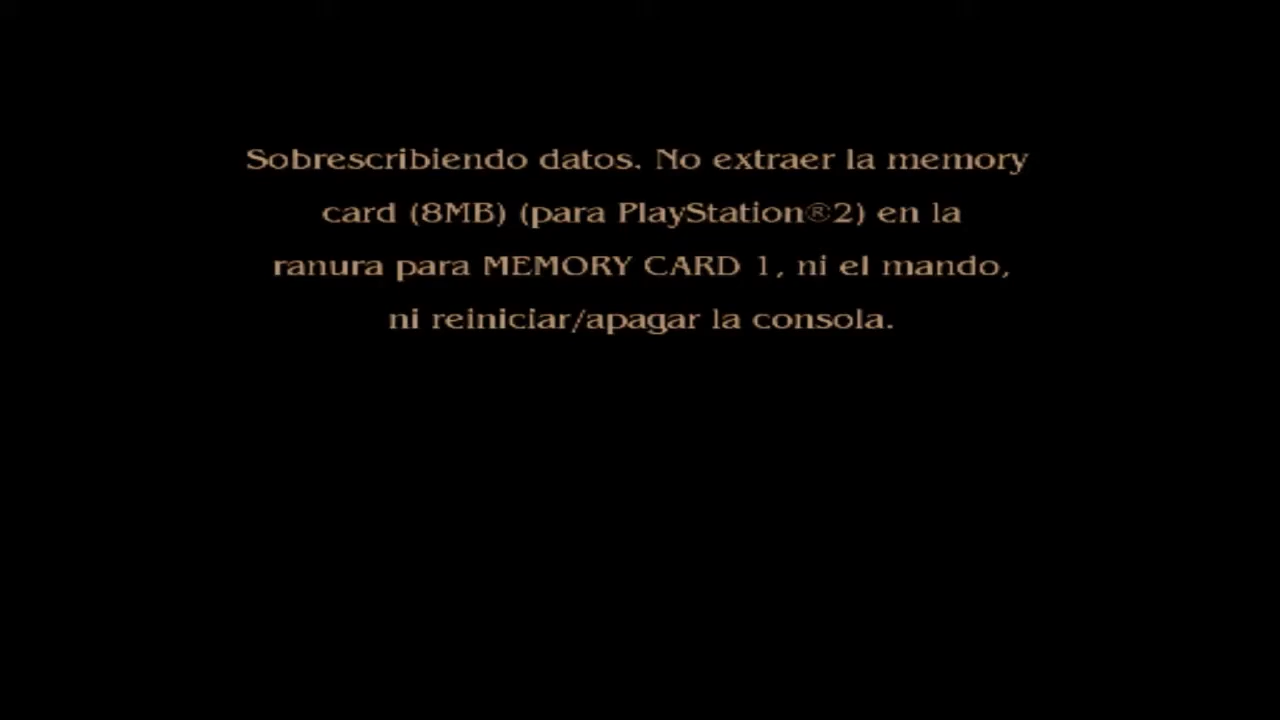 Sobrescribiendo datos. No extraer la memory
card (8MB) (para PlayStation®2) en la
ranura para MEMORY CARD 1, ni el mando,
ni reiniciar/apagar la consola.